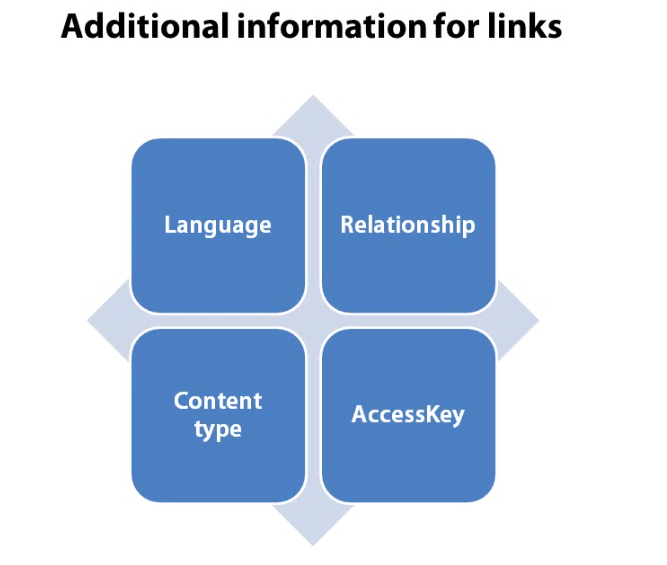 Additional information for links
Language
Relationship
Content
type
AccessKey